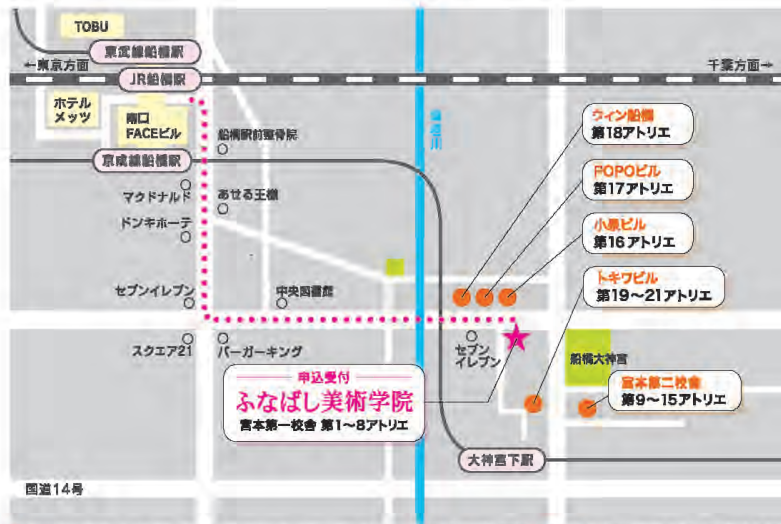 TOBU
東武線船橋駅
←東京方面
JR船橋駅
千葉方面→
ホテル
メッツ
南口
FACEビル
船橋駅前整骨院
京成線船橋駅
海老川
ウィン船橋
第18アトリエ
POPOビル
第17アトリエ
マクドナルド
あせる王様
ドンキホーテ
小泉ビル
第16アトリエ
セブンイレブン
中央図書館
トキワビル
第19〜21アトリエ
スクエア21
バーガーキング
セブン
イレブン
船橋大神宮
申込受付
ふなばし美術学院
宮本第一校舎 第1〜8アトリエ
宮本第二校舎
第9〜15アトリエ
大神宮下駅
国道14号